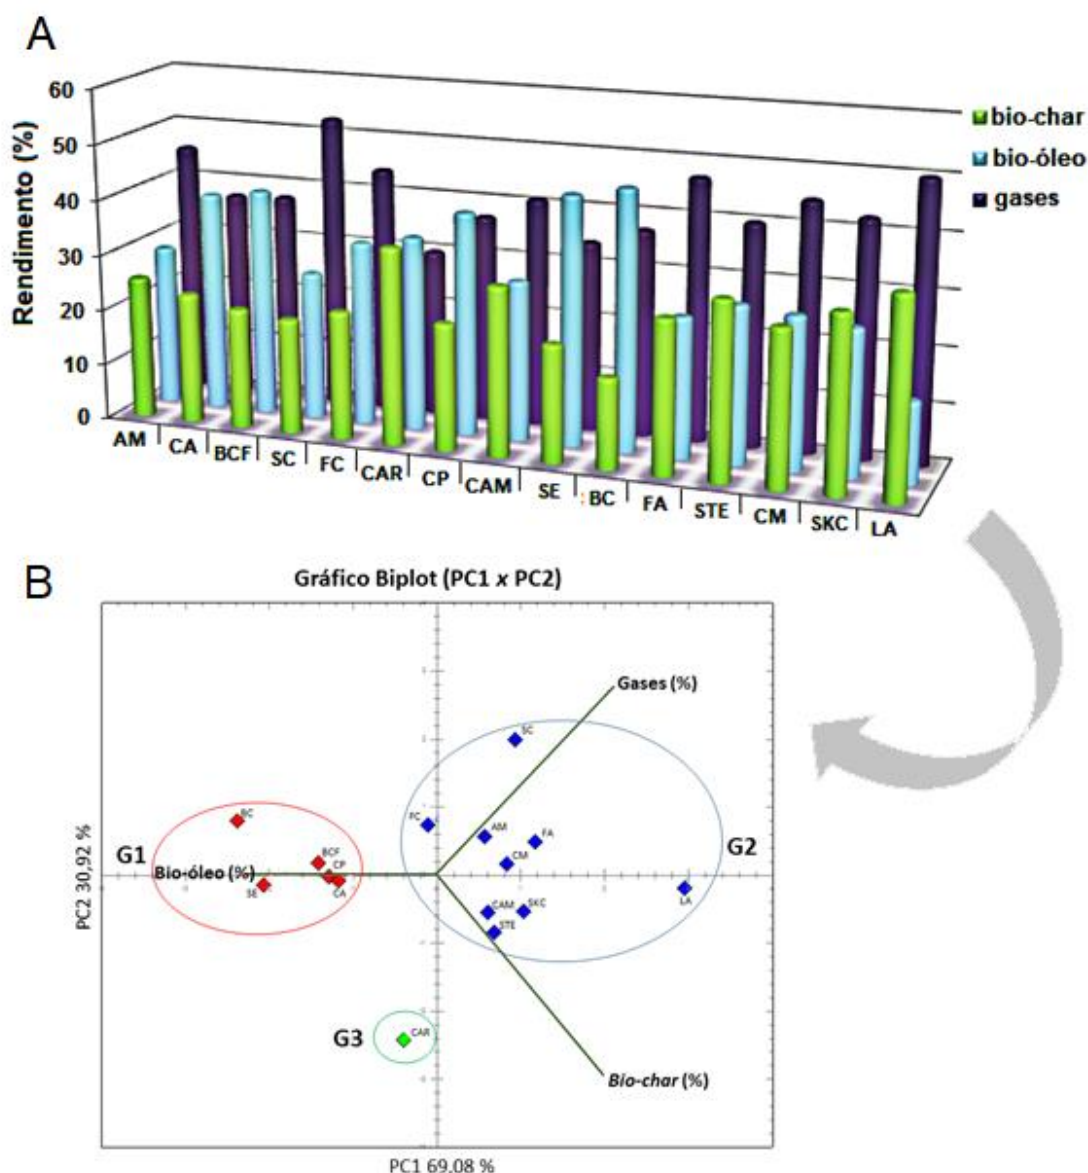 A
Rendimento (%)
60
50
40
30
20
10
0
AM CA BCF SC FC CAR CP CAM SE BC FA STE CM SKC LA
bio-char
bio-óleo
gases
B
Gráfico Biplot (PC1 x PC2)
Gases (%)
SC
FC
AM
FA
CM
G2
LA
CAM
SKC
STE
BC
G1
BCF
CP
Bio-óleo (%)
SE
CA
G3
CAR
Bio-char (%)
PC2 30,92 %
PC1 69,08 %